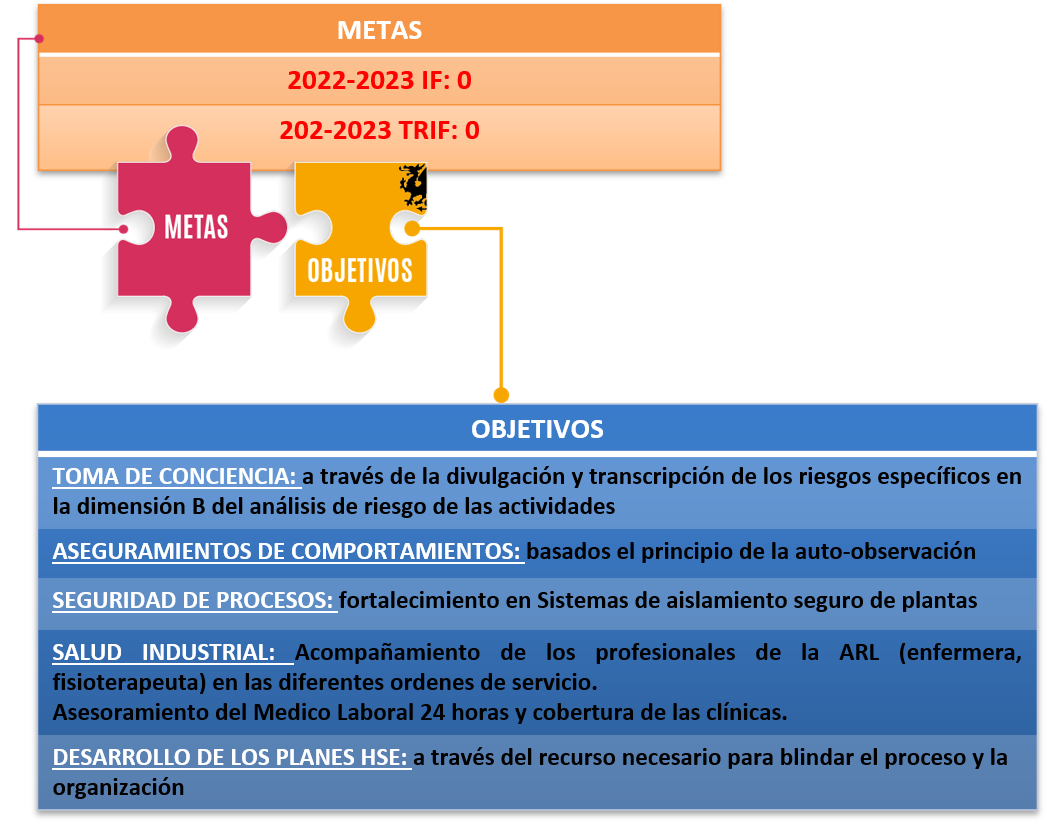 METAS
2022-2023 IF: 0
202-2023 TRIF: 0
METAS
OBJETIVOS
OBJETIVOS
TOMA DE CONCIENCIA: a través de la divulgación y transcripción de los riesgos específicos en
la dimensión B del análisis de riesgo de las actividades
ASEGURAMIENTOS DE COMPORTAMIENTOS: basados el principio de la auto-observación
SEGURIDAD DE PROCESOS: fortalecimiento en Sistemas de aislamiento seguro de plantas
SALUD INDUSTRIAL: Acompañamiento de los profesionales de la ARL (enfermera,
fisioterapeuta) en las diferentes ordenes de servicio.
Asesoramiento del Medico Laboral 24 horas y cobertura de las clínicas.
DESARROLLO DE LOS PLANES HSE: a través del recurso necesario para blindar el proceso y la
organización